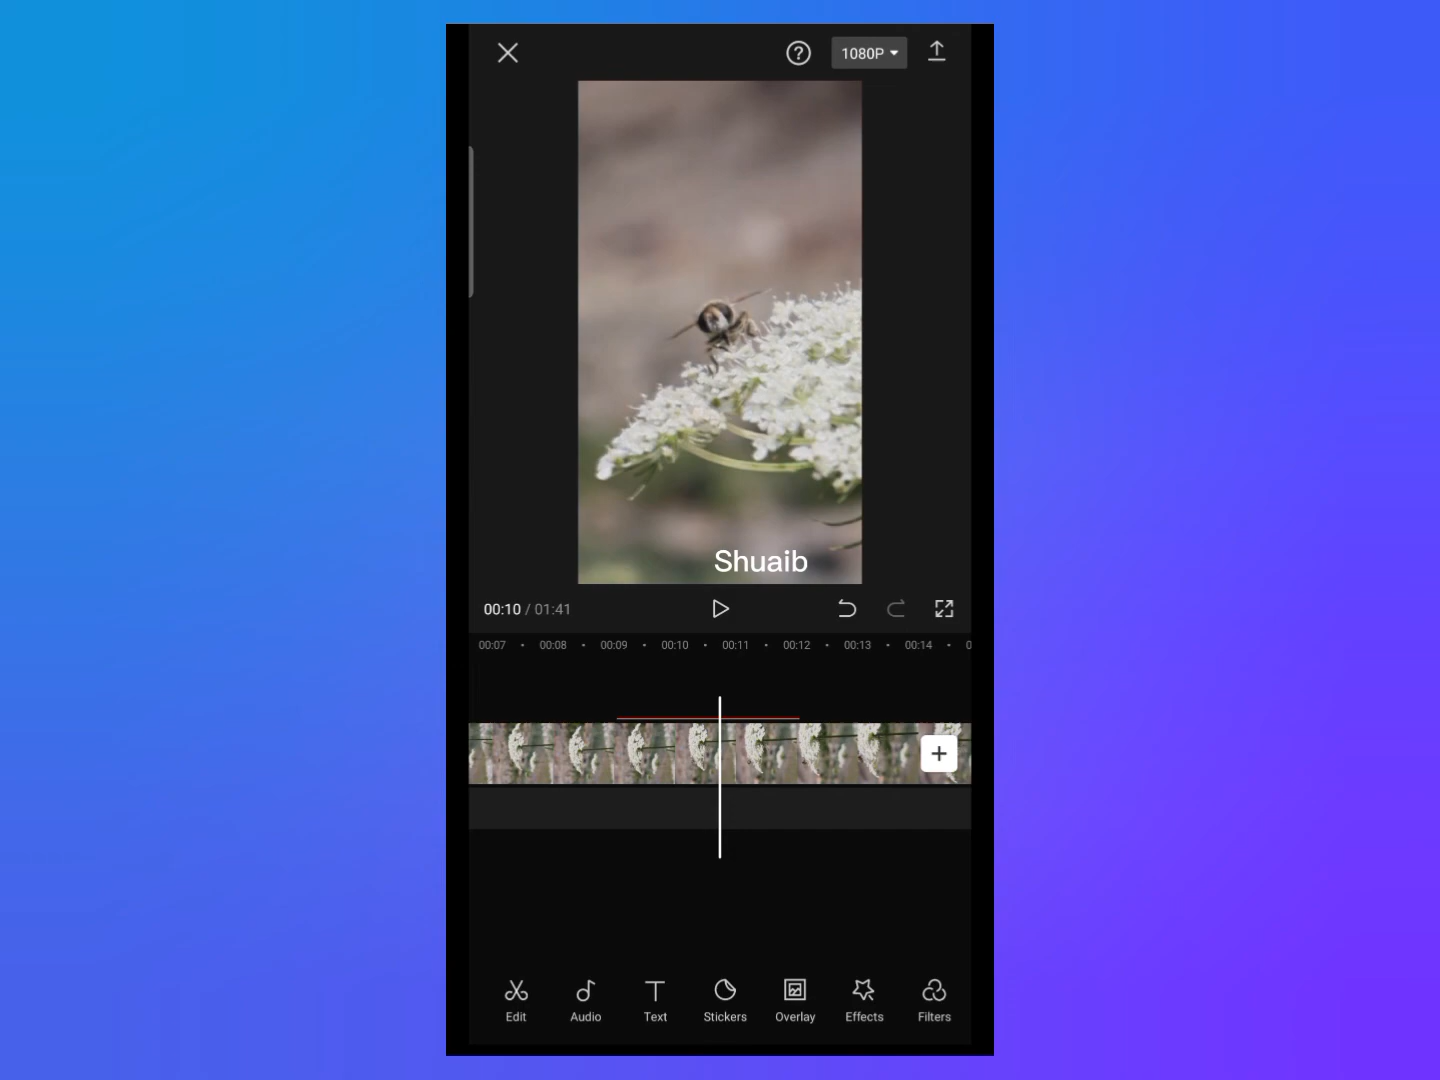 1080P
Shuaib
00:10 / 01:41
00:07 00:08 00:09 00:10 00:11 00:12 00:13 00:14 0
Edit Audio Text Stickers Overlay Effects Filters